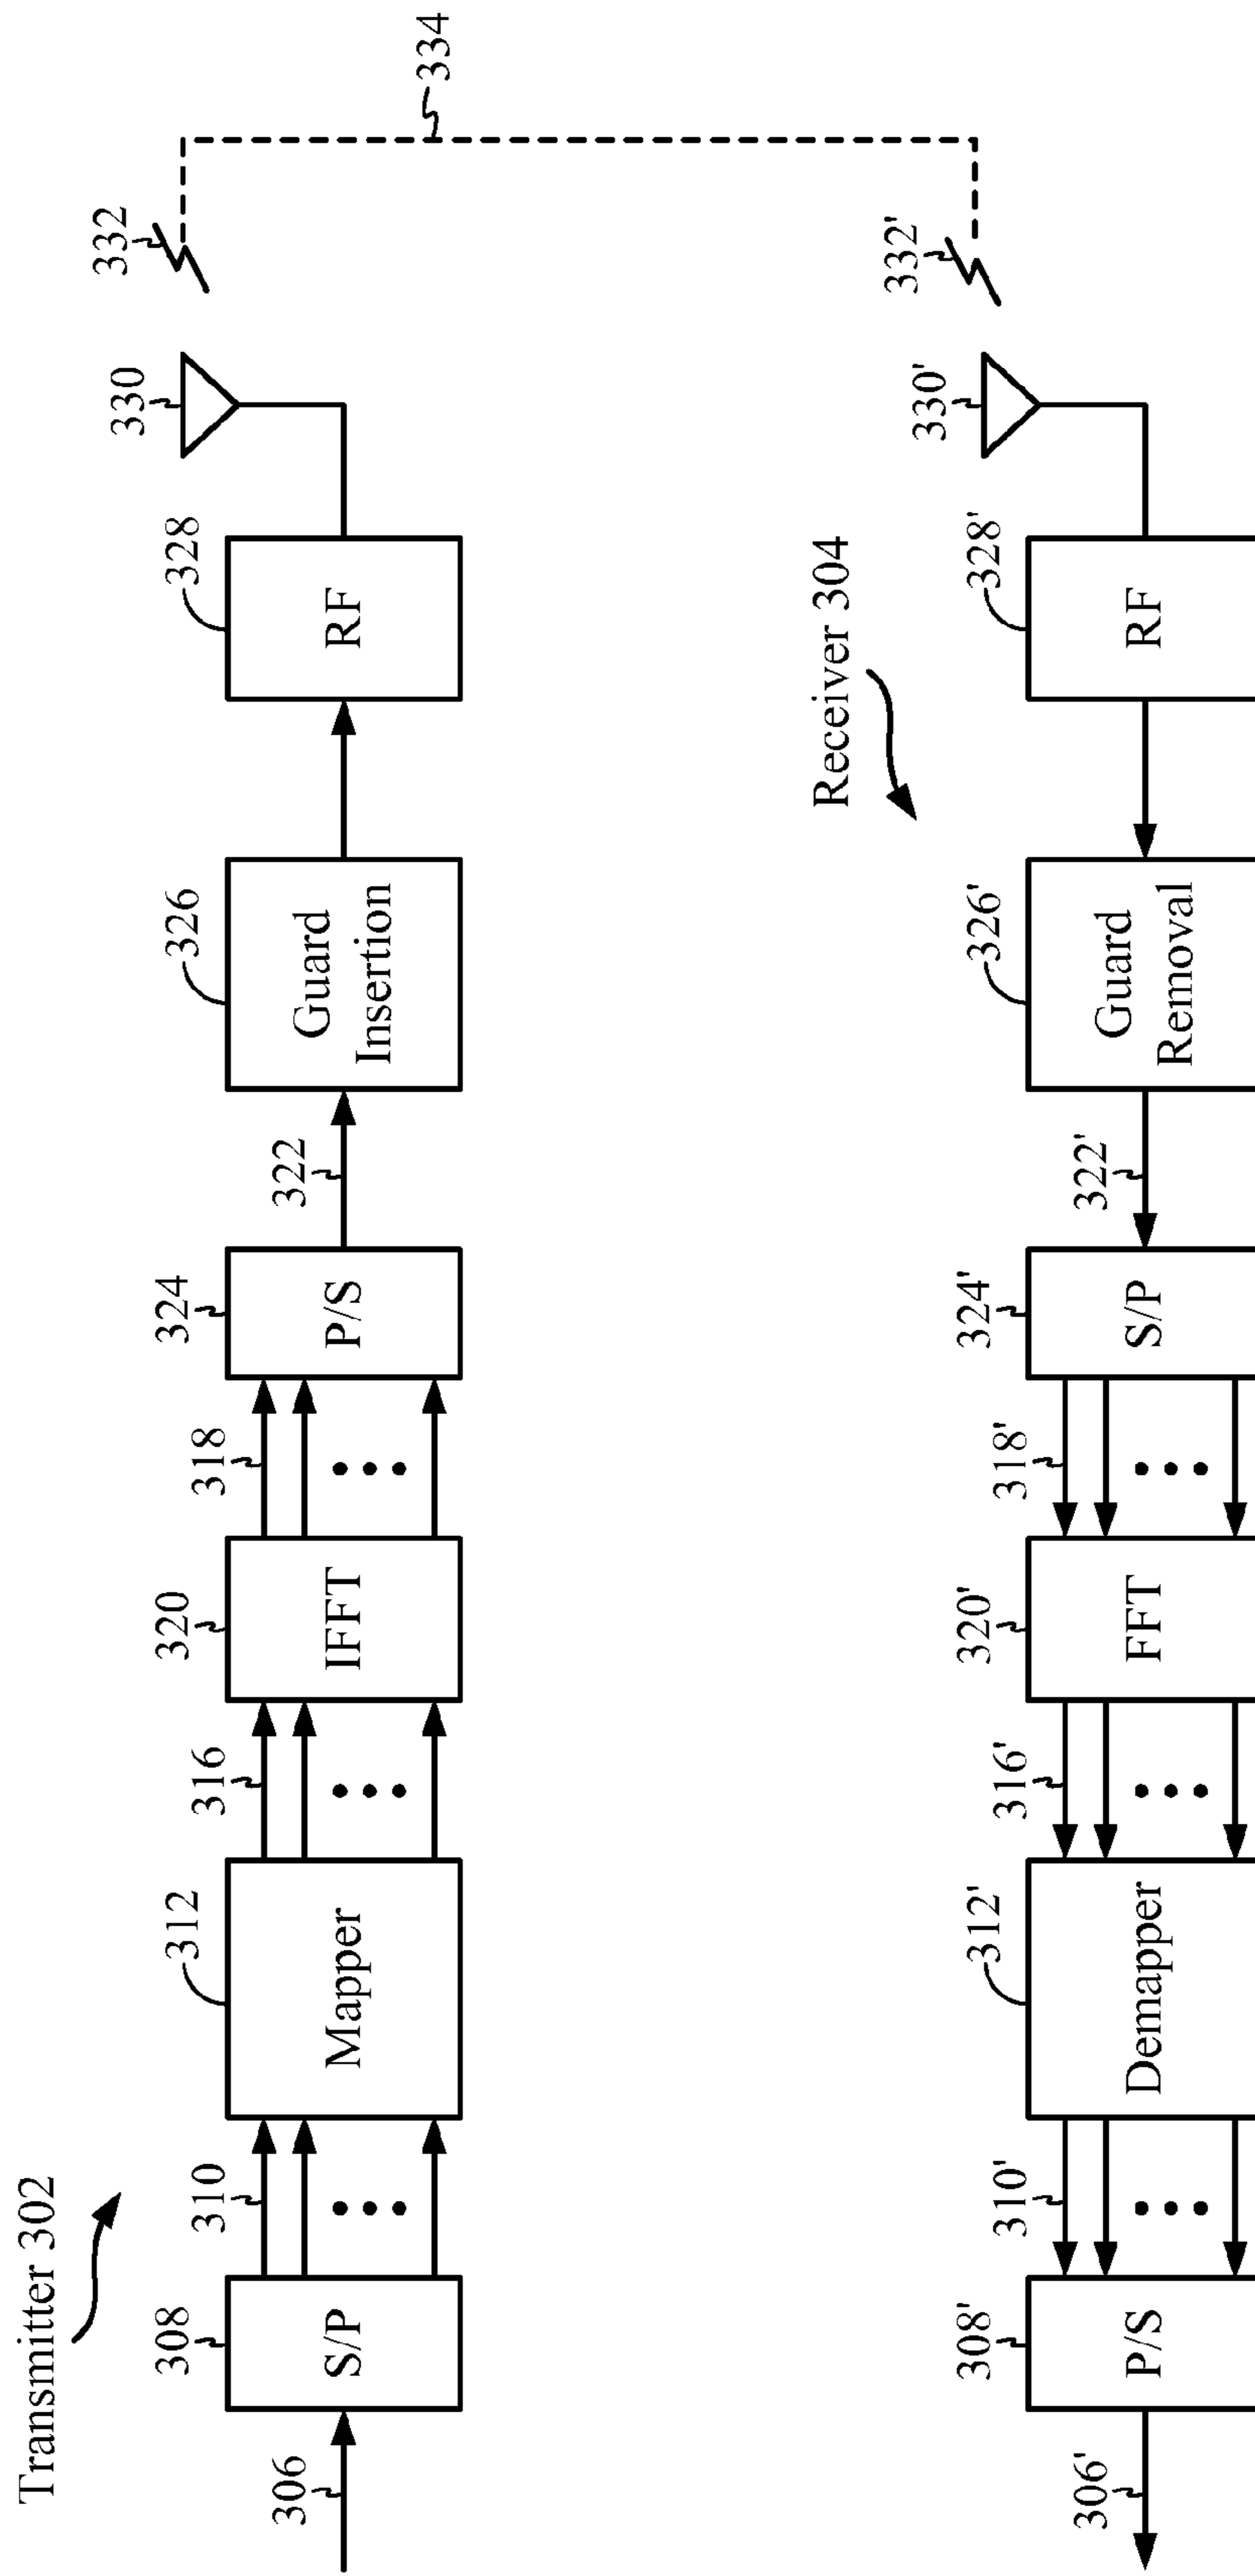 Transmitter 302
306
308
S/P
310
312
Mapper
316
320
IFFT
318
324
P/S
322
326
Guard
Insertion
328
RF
330
332
334
Receiver 304
306'
308'
P/S
310'
312'
Demapper
316'
320'
FFT
318'
324'
S/P
322'
326'
Guard
Removal
328'
RF
330'
332'